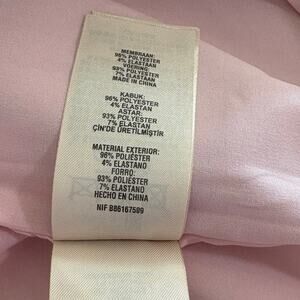 MEMBRAAN:
96% POLYESTER
4% ELASTAAN
VOERING:
93% POLYESTER
7% ELASTAAN
MADE IN CHINA
KABUK:
96% POLYESTER
4% ELASTAN
ASTAR:
93% POLYESTER
7% ELASTAN
ÇİN'DE ÜRETİLMİŞTİR
MATERIAL EXTERIOR:
96% POLIÉSTER
4% ELASTANO
FORRO:
93% POLIÉSTER
7% ELASTANO
HECHO EN CHINA
NIF B86167509